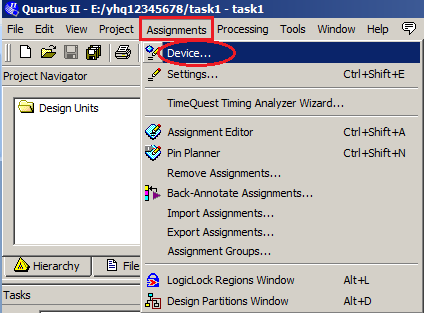 Quartus II - E:/yhq12345678/task1 - task1
File Edit View Project Assignments Processing Tools Window Help
Device...
Project Navigator
Settings... Ctrl+Shift+E
Design Units
TimeQuest Timing Analyzer Wizard...
Assignment Editor Ctrl+Shift+A
Pin Planner Ctrl+Shift+N
Remove Assignments...
Back-Annotate Assignments...
Import Assignments...
Export Assignments...
Assignment Groups...
Hierarchy File
LogicLock Regions Window Alt+L
Tasks
Design Partitions Window Alt+D